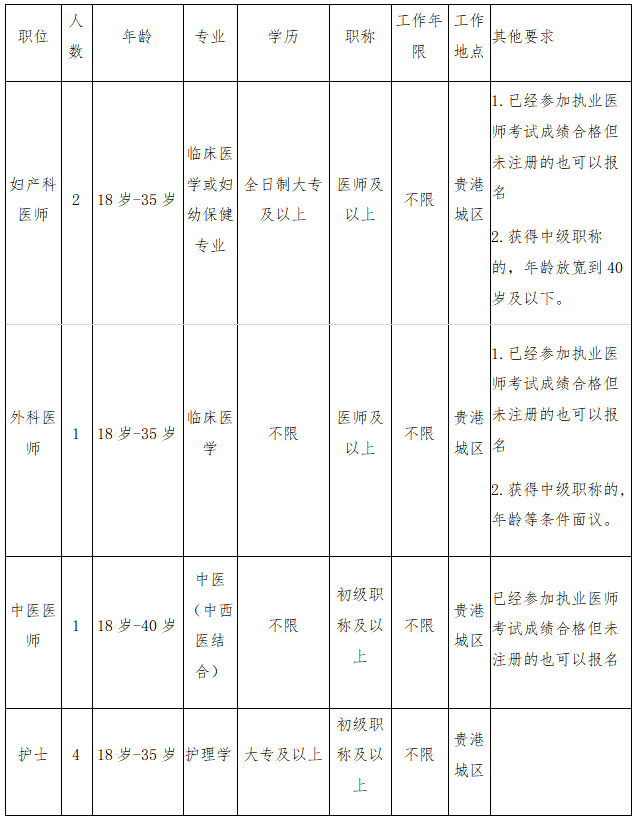 职位
人数
年龄
专业
学历
职称
工作年
限
工作
地点
其他要求
妇产科
医师
2
18岁-35岁
临床医
学或妇
幼保健
专业
全日制大专
及以上
医师及
以上
不限
贵港
城区
1.已经参加执业医
师考试成绩合格但
未注册的也可以报
名
2.获得中级职称
的，年龄放宽到40
岁及以下。
外科医
师
1
18岁-35岁
临床医
学
不限
医师及
以上
不限
贵港
城区
1.已经参加执业医
师考试成绩合格但
未注册的也可以报
名
2.获得中级职称的，
年龄等条件面议。
中医医
师
1
18岁-40岁
中医
（中西
医结
合）
不限
初级职
称及以
上
不限
贵港
城区
已经参加执业医师
考试成绩合格但未
注册的也可以报名
护士
4
18岁-35岁
护理学
大专及以上
初级职
称及以
上
不限
贵港
城区